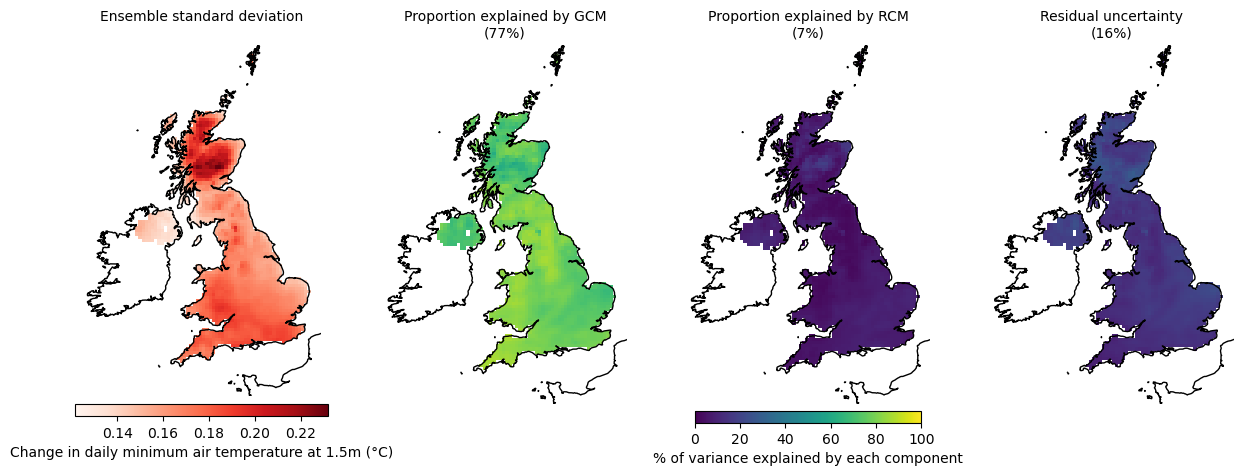 Ensemble standard deviation
Proportion explained by GCM
(77%)
Proportion explained by RCM
(7%)
Residual uncertainty
(16%)
0.14 0.16 0.18 0.20 0.22
Change in daily minimum air temperature at 1.5m (°C)
0 20 40 60 80 100
% of variance explained by each component